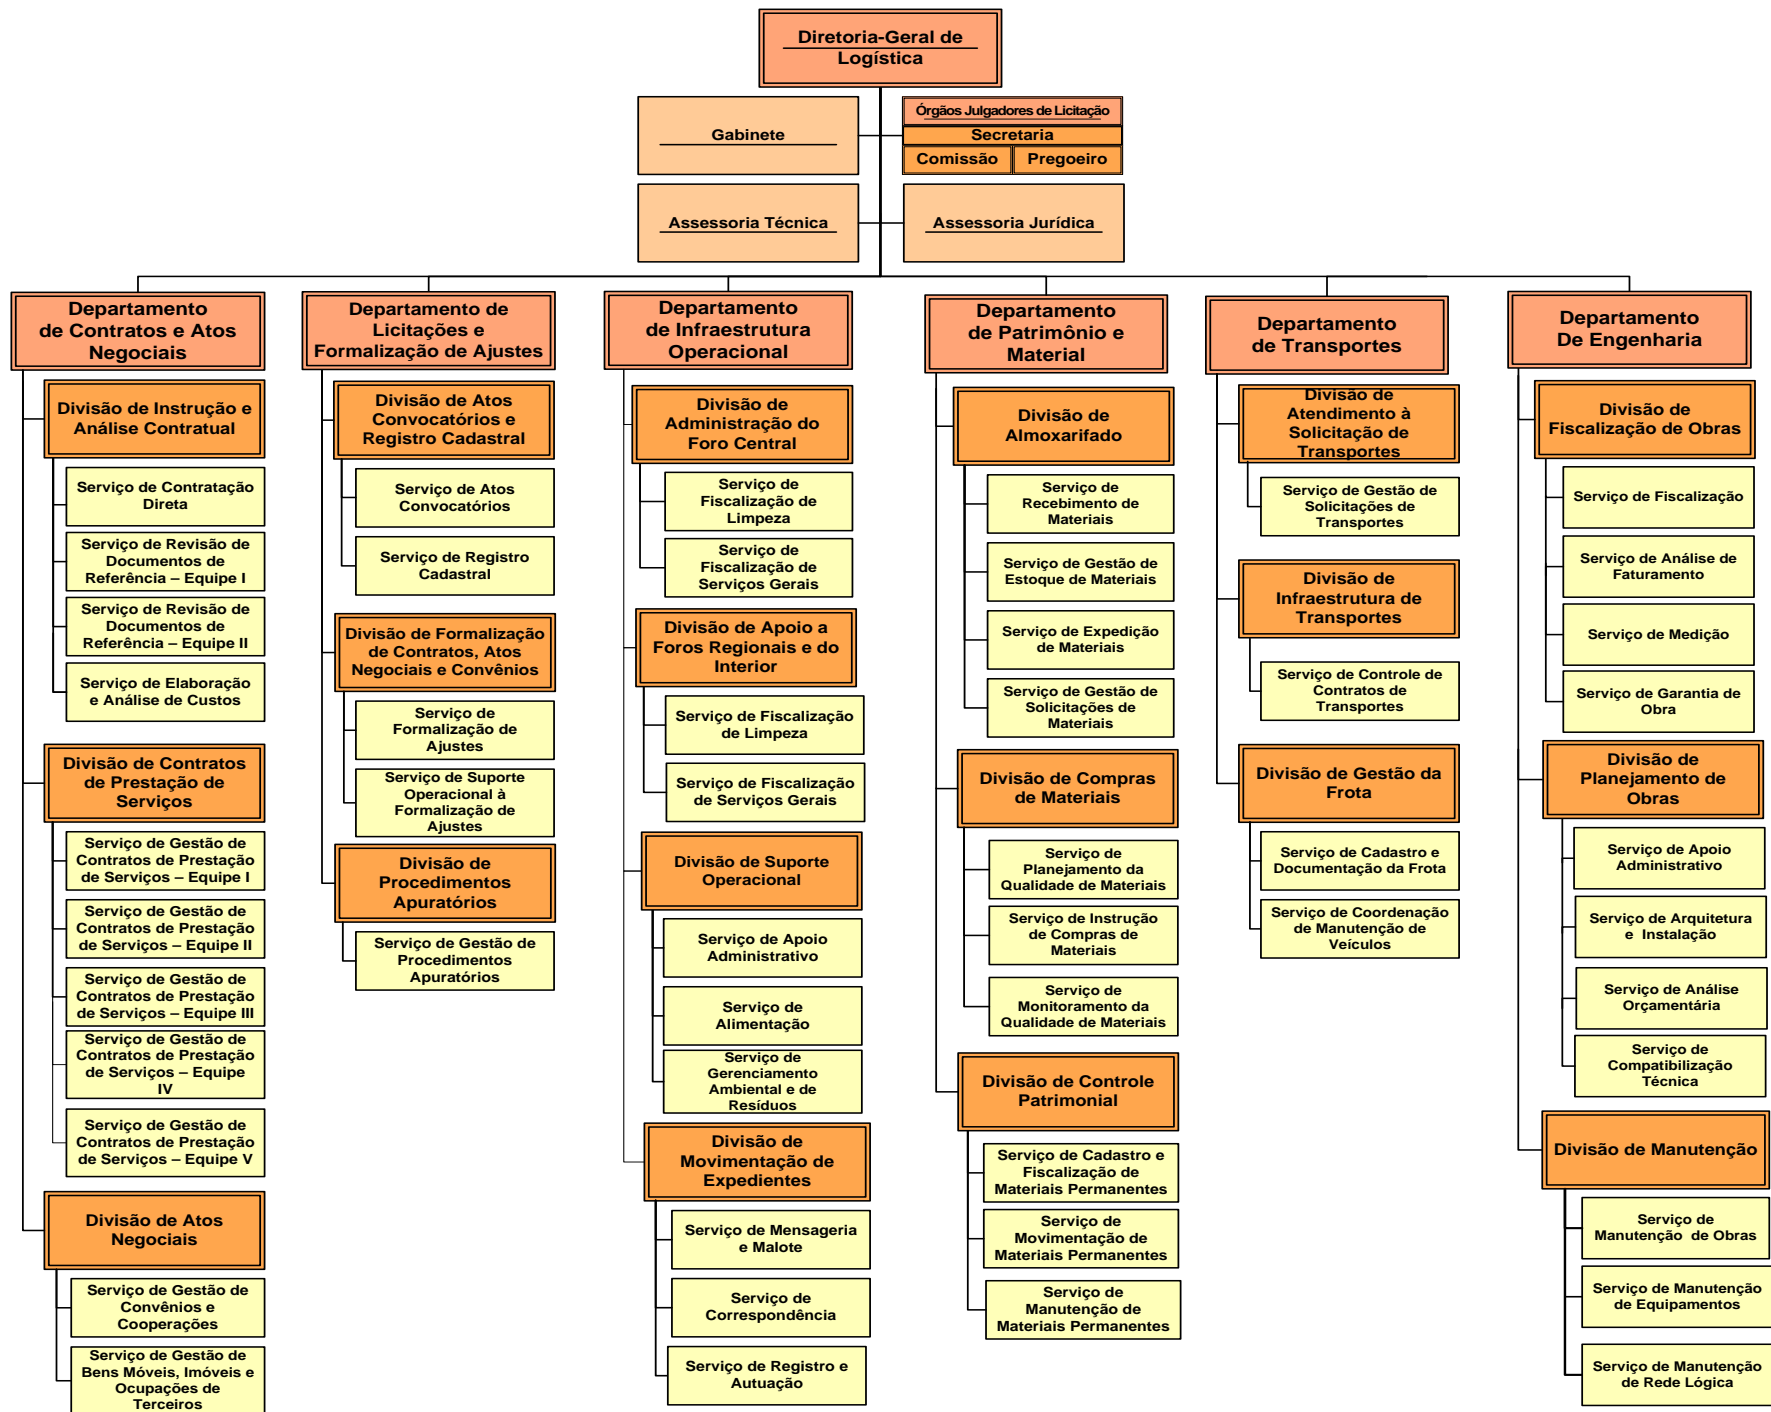 Diretoria-Geral de
Logística
Gabinete
Órgãos Julgadores de Licitação
Secretaria
Comissão
Pregoeiro
Assessoria Técnica
Assessoria Jurídica
Departamento
de Contratos e Atos
Negociais
Divisão de Instrução e
Análise Contratual
Serviço de Contratação
Direta
Serviço de Revisão de
Documentos de
Referência – Equipe I
Serviço de Revisão de
Documentos de
Referência – Equipe II
Serviço de Elaboração
e Análise de Custos
Divisão de Contratos
de Prestação de
Serviços
Serviço de Gestão de
Contratos de Prestação
de Serviços – Equipe I
Serviço de Gestão de
Contratos de Prestação
de Serviços – Equipe II
Serviço de Gestão de
Contratos de Prestação
de Serviços – Equipe III
Serviço de Gestão de
Contratos de Prestação
de Serviços – Equipe
IV
Serviço de Gestão de
Contratos de Prestação
de Serviços – Equipe V
Divisão de Atos
Negociais
Serviço de Gestão de
Convênios e
Cooperações
Serviço de Gestão de
Bens Móveis, Imóveis e
Ocupações de
Terceiros
Departamento de
Licitações e
Formalização de Ajustes
Divisão de Atos
Convocatórios e
Registro Cadastral
Serviço de Atos
Convocatórios
Serviço de Registro
Cadastral
Divisão de Formalização
de Contratos, Atos
Negociais e Convênios
Serviço de
Formalização de
Ajustes
Serviço de Suporte
Operacional à
Formalização de
Ajustes
Divisão de
Procedimentos
Apuratórios
Serviço de Gestão de
Procedimentos
Apuratórios
Departamento
de Infraestrutura
Operacional
Divisão de
Administração do
Foro Central
Serviço de
Fiscalização de
Limpeza
Serviço de
Fiscalização de
Serviços Gerais
Divisão de Apoio a
Foros Regionais e do
Interior
Serviço de Fiscalização
de Limpeza
Serviço de Fiscalização
de Serviços Gerais
Divisão de Suporte
Operacional
Serviço de Apoio
Administrativo
Serviço de
Alimentação
Serviço de
Gerenciamento
Ambiental e de
Resíduos
Divisão de
Movimentação de
Expedientes
Serviço de Mensageria
e Malote
Serviço de
Correspondência
Serviço de Registro e
Autuação
Departamento
de Patrimônio e
Material
Divisão de
Almoxarifado
Serviço de
Recebimento de
Materiais
Serviço de Gestão de
Estoque de Materiais
Serviço de Expedição
de Materiais
Serviço de Gestão de
Solicitações de
Materiais
Divisão de Compras
de Materiais
Serviço de
Planejamento da
Qualidade de Materiais
Serviço de Instrução
de Compras de
Materiais
Serviço de
Monitoramento da
Qualidade de Materiais
Divisão de Controle
Patrimonial
Serviço de Cadastro e
Fiscalização de
Materiais Permanentes
Serviço de
Movimentação de
Materiais Permanentes
Serviço de
Manutenção de
Materiais Permanentes
Departamento
de Transportes
Divisão de
Atendimento à
Solicitação de
Transportes
Serviço de Gestão de
Solicitações de
Transportes
Divisão de
Infraestrutura de
Transportes
Serviço de Controle de
Contratos de
Transportes
Divisão de Gestão da
Frota
Serviço de Cadastro e
Documentação da Frota
Serviço de Coordenação
de Manutenção de
Veículos
Departamento
De Engenharia
Divisão de
Fiscalização de Obras
Serviço de Fiscalização
Serviço de Análise de
Faturamento
Serviço de Medição
Serviço de Garantia de
Obra
Divisão de
Planejamento de
Obras
Serviço de Apoio
Administrativo
Serviço de Arquitetura
e Instalação
Serviço de Análise
Orçamentária
Serviço de
Compatibilização
Técnica
Divisão de Manutenção
Serviço de
Manutenção de Obras
Serviço de Manutenção
de Equipamentos
Serviço de Manutenção
de Rede Lógica